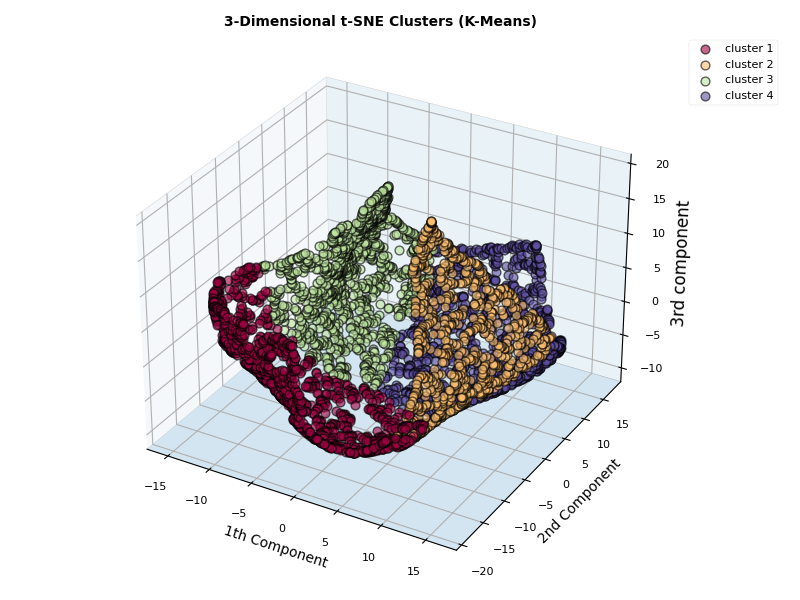 3-Dimensional t-SNE Clusters (K-Means)
cluster 1
cluster 2
cluster 3
cluster 4
20
15
10
5
0
−5
−10
3rd component
15
10
5
0
−5
−10
−15
−20
2nd Component
−15
−10
−5
0
5
10
15
1th Component